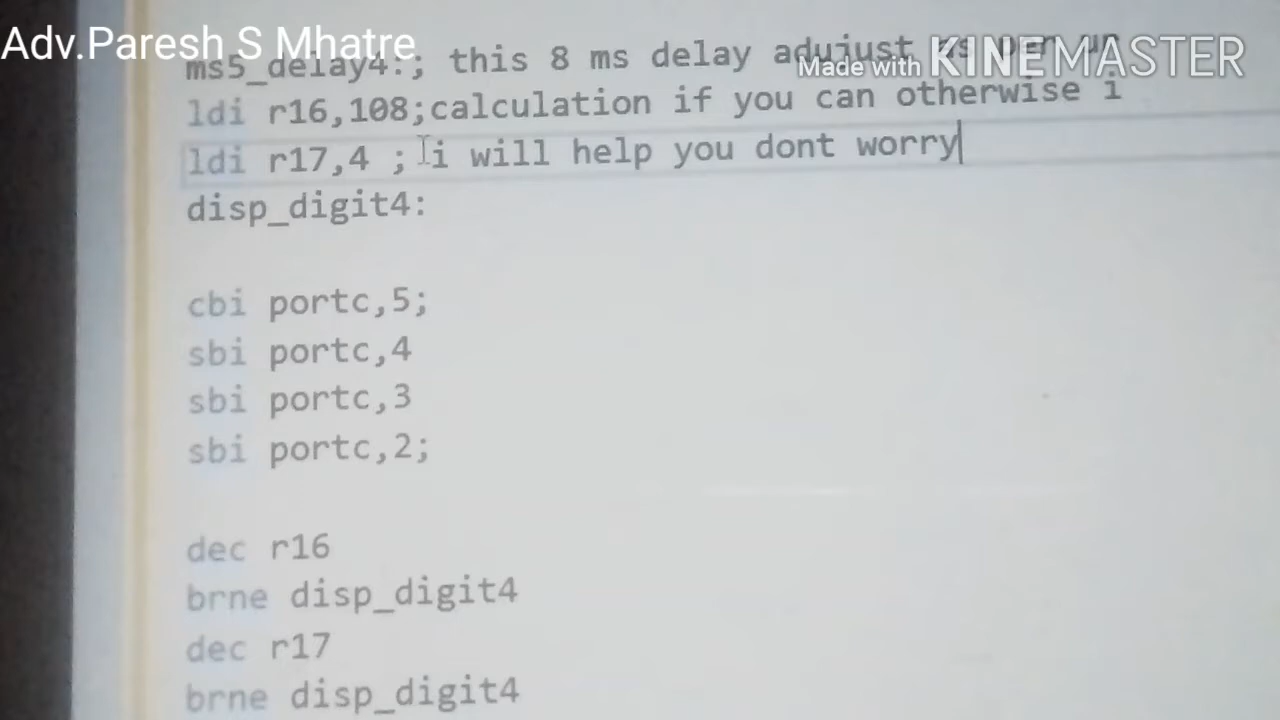 Adv.Paresh S Mhatre
Made with KINEMASTER
ms5_delay4:; this 8 ms delay adujust
ldi r16,108;calculation if you can otherwise i
ldi r17,4 ; i will help you dont worry
disp_digit4:
cbi portc,5;
sbi portc,4
sbi portc,3
sbi portc,2;
dec r16
brne disp_digit4
dec r17
brne disp_digit4